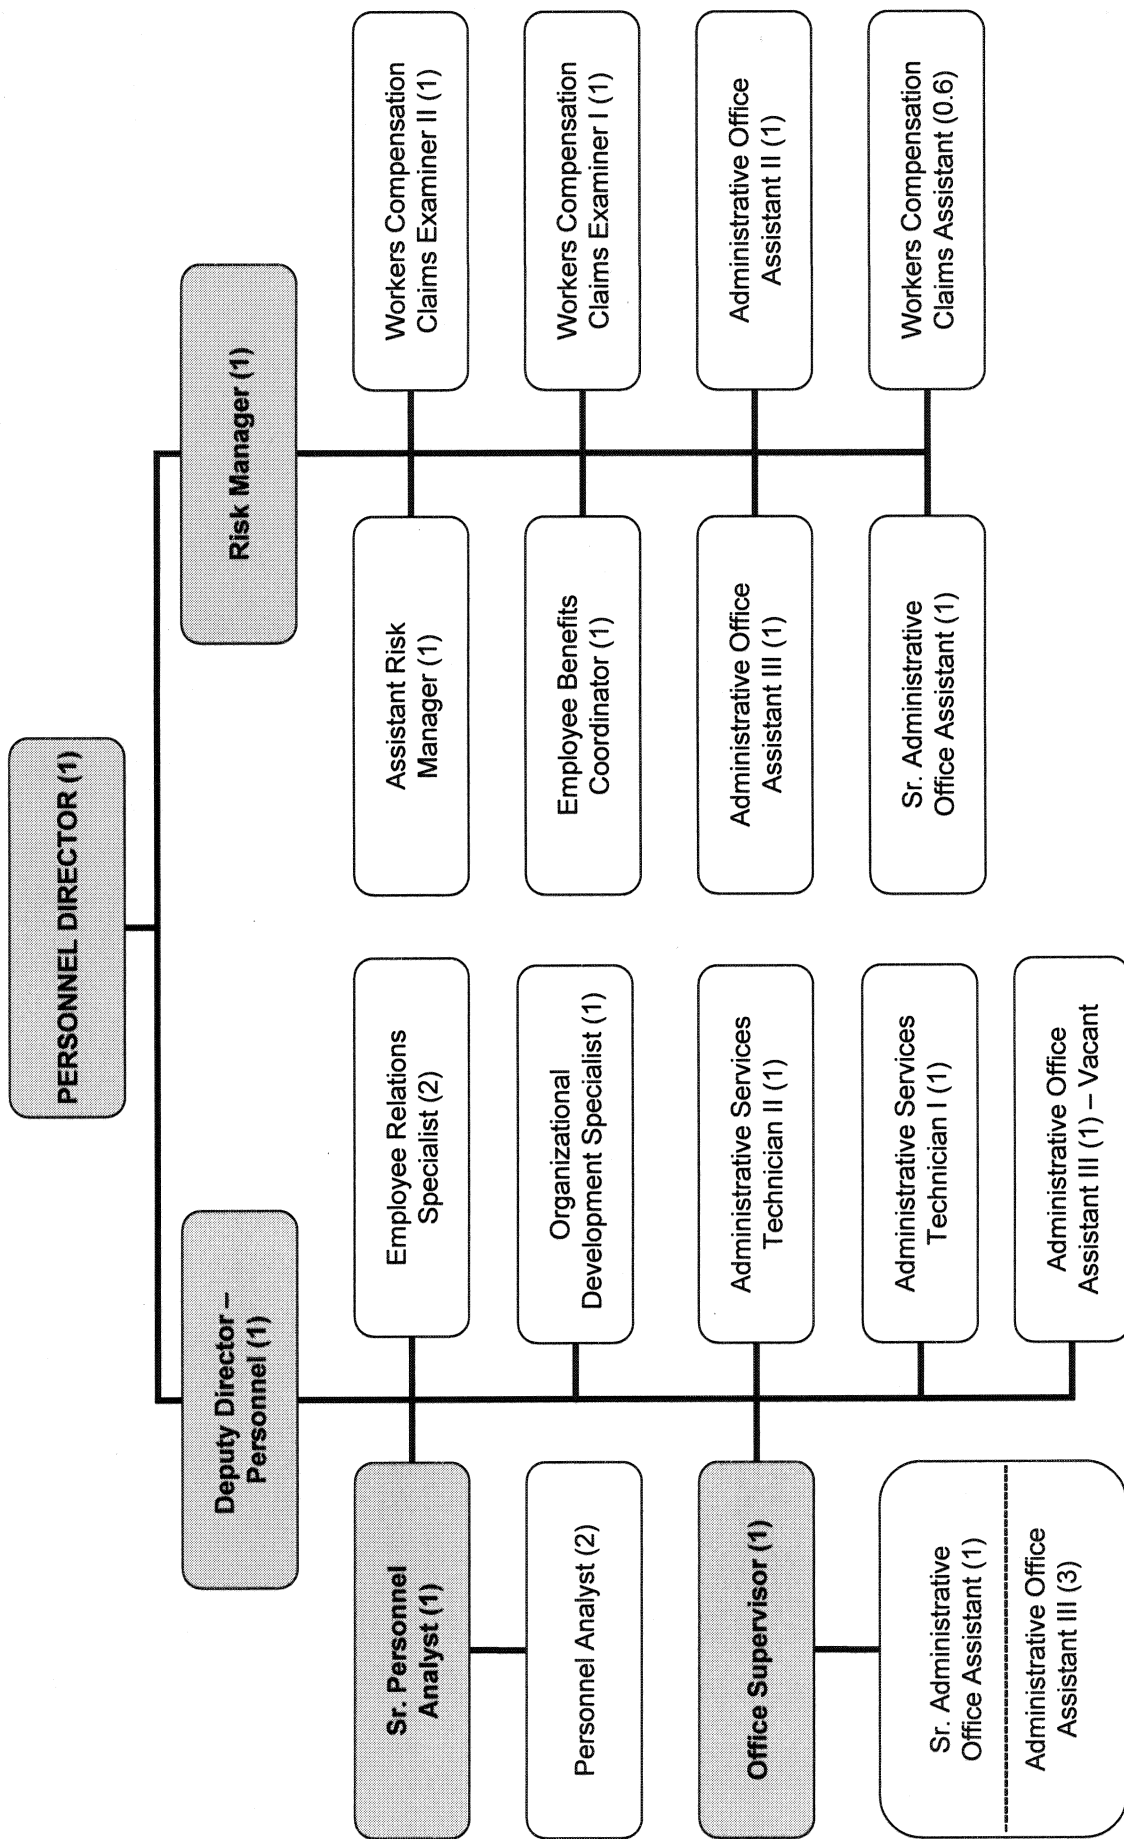 PERSONNEL DIRECTOR (1)
Deputy Director –
Personnel (1)
Risk Manager (1)
Sr. Personnel
Analyst (1)
Employee Relations
Specialist (2)
Assistant Risk
Manager (1)
Workers Compensation
Claims Examiner II (1)
Personnel Analyst (2)
Organizational
Development Specialist (1)
Employee Benefits
Coordinator (1)
Workers Compensation
Claims Examiner I (1)
Office Supervisor (1)
Administrative Services
Technician II (1)
Administrative Office
Assistant III (1)
Administrative Office
Assistant II (1)
Sr. Administrative
Office Assistant (1)
Administrative Office
Assistant III (3)
Administrative Services
Technician I (1)
Sr. Administrative
Office Assistant (1)
Workers Compensation
Claims Assistant (0.6)
Administrative Office
Assistant III (1) – Vacant